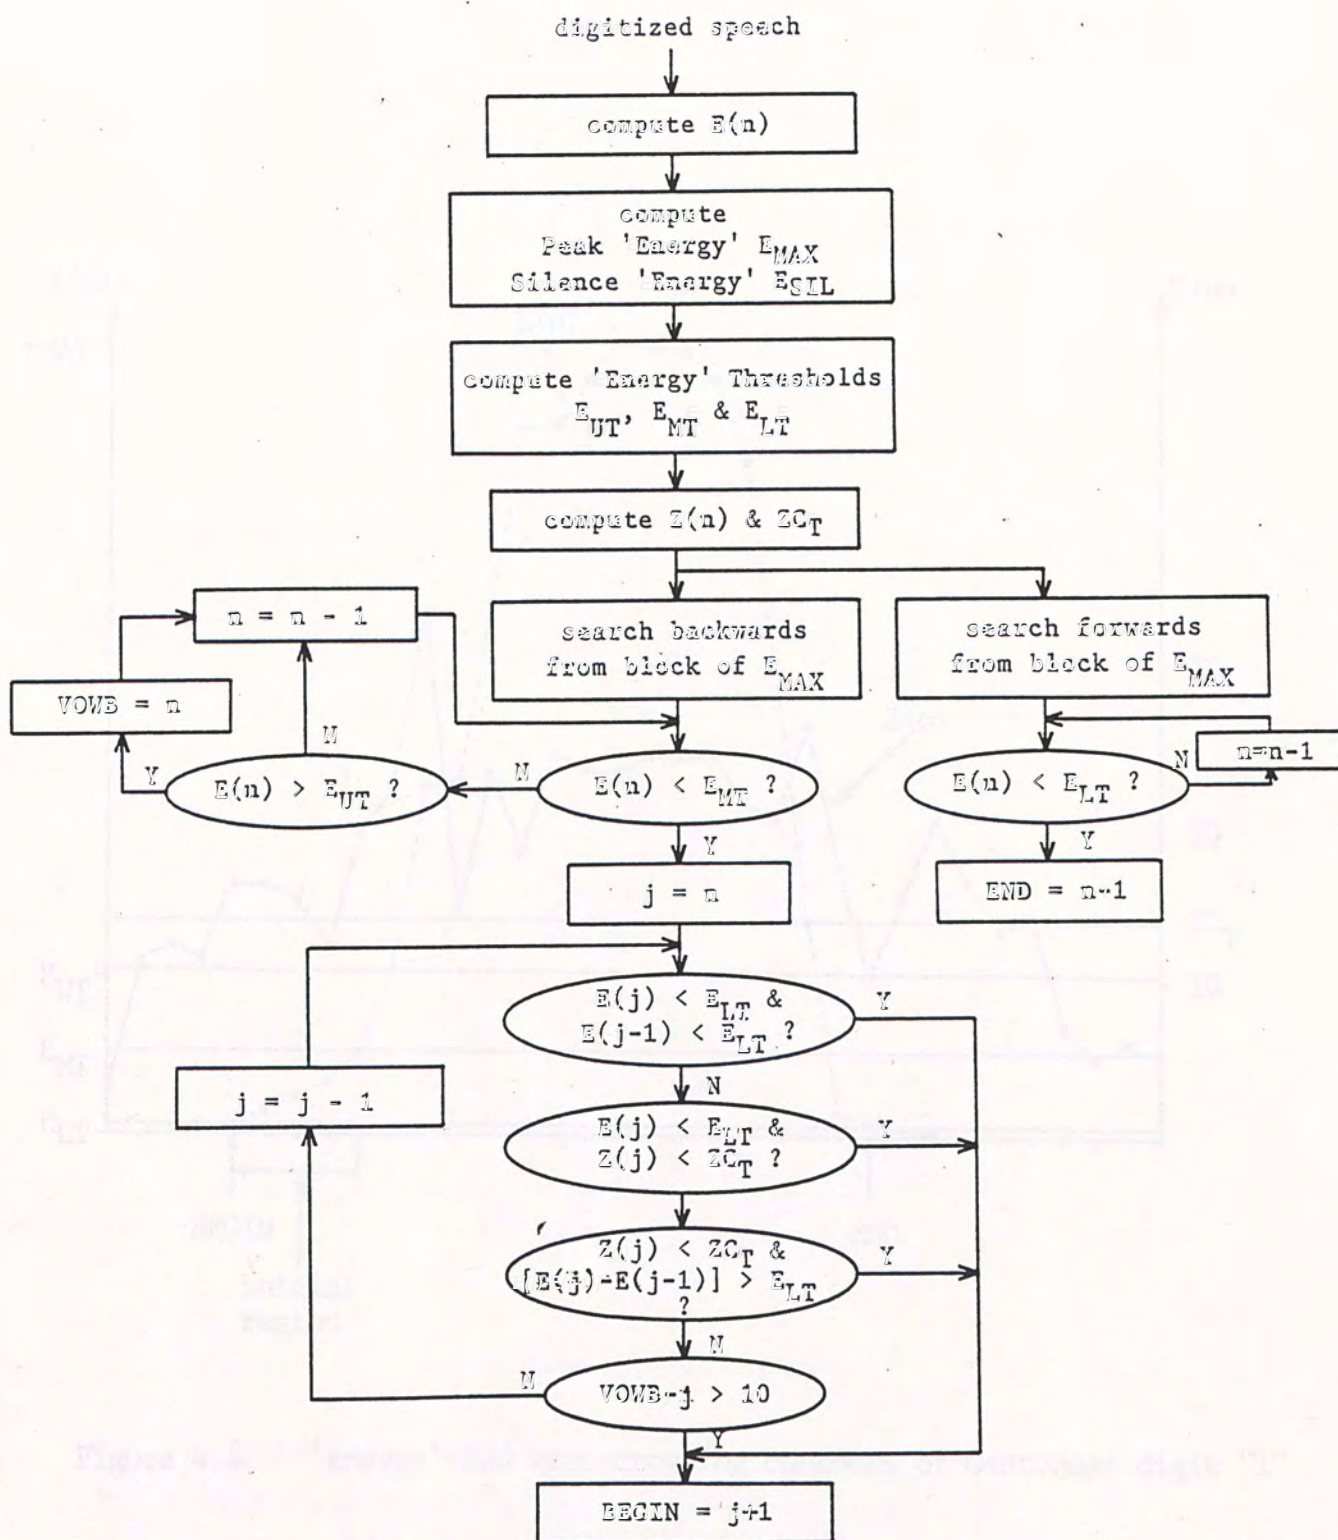 digitized speech
compute E(n)
compute
Peak 'Energy' E_MAX
Silence 'Energy' E_SIL
compute 'Energy' Thresholds
E_UT, E_MT & E_LT
compute Z(n) & ZC_T
n = n - 1
search backwards
from block of E_MAX
search forwards
from block of E_MAX
VOWB = n
N
Y
E(n) > E_UT ?
N
E(n) < E_MT ?
E(n) < E_LT ?
N
n=n-1
Y
Y
j = n
END = n-1
E(j) < E_LT &
E(j-1) < E_LT ?
Y
N
j = j - 1
E(j) < E_LT &
Z(j) < ZC_T ?
Y
Z(j) < ZC_T &
[E(j)-E(j-1)] > E_LT
?
Y
N
N
VOWB-j > 10
Y
BEGIN = j+1